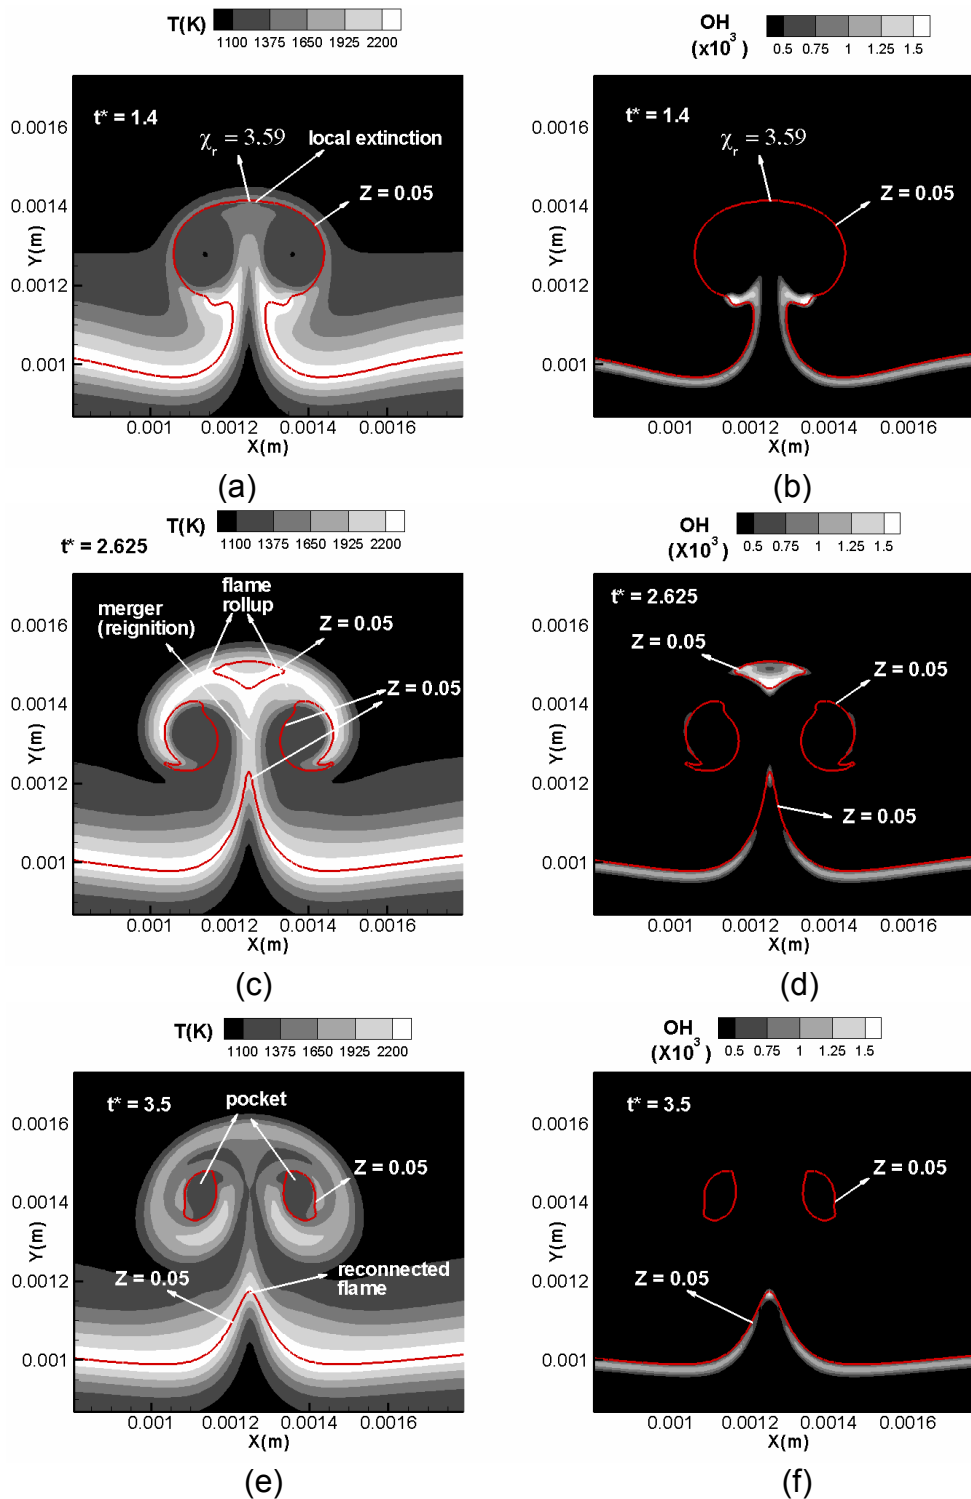 T(K)
1100 1375 1650 1925 2200
OH
(x10³)
0.5 0.75 1 1.25 1.5
t* = 1.4
χr = 3.59
local extinction
Z = 0.05
0.0016
0.0014
0.0012
0.001
Y(m)
0.001 0.0012 0.0014 0.0016
X(m)
(a)
t* = 1.4
χr = 3.59
Z = 0.05
0.0016
0.0014
0.0012
0.001
Y(m)
0.001 0.0012 0.0014 0.0016
X(m)
(b)
T(K)
1100 1375 1650 1925 2200
t* = 2.625
flame
rollup
merger
(reignition)
Z = 0.05
Z = 0.05
0.0016
0.0014
0.0012
0.001
Y(m)
0.001 0.0012 0.0014 0.0016
X(m)
(c)
OH
(X10³)
0.5 0.75 1 1.25 1.5
t* = 2.625
Z = 0.05
Z = 0.05
Z = 0.05
0.0016
0.0014
0.0012
0.001
Y(m)
0.001 0.0012 0.0014 0.0016
X(m)
(d)
T(K)
1100 1375 1650 1925 2200
t* = 3.5
pocket
Z = 0.05
Z = 0.05
reconnected
flame
0.0016
0.0014
0.0012
0.001
Y(m)
0.001 0.0012 0.0014 0.0016
X(m)
(e)
OH
(X10³)
0.5 0.75 1 1.25 1.5
t* = 3.5
Z = 0.05
Z = 0.05
0.0016
0.0014
0.0012
0.001
Y(m)
0.001 0.0012 0.0014 0.0016
X(m)
(f)